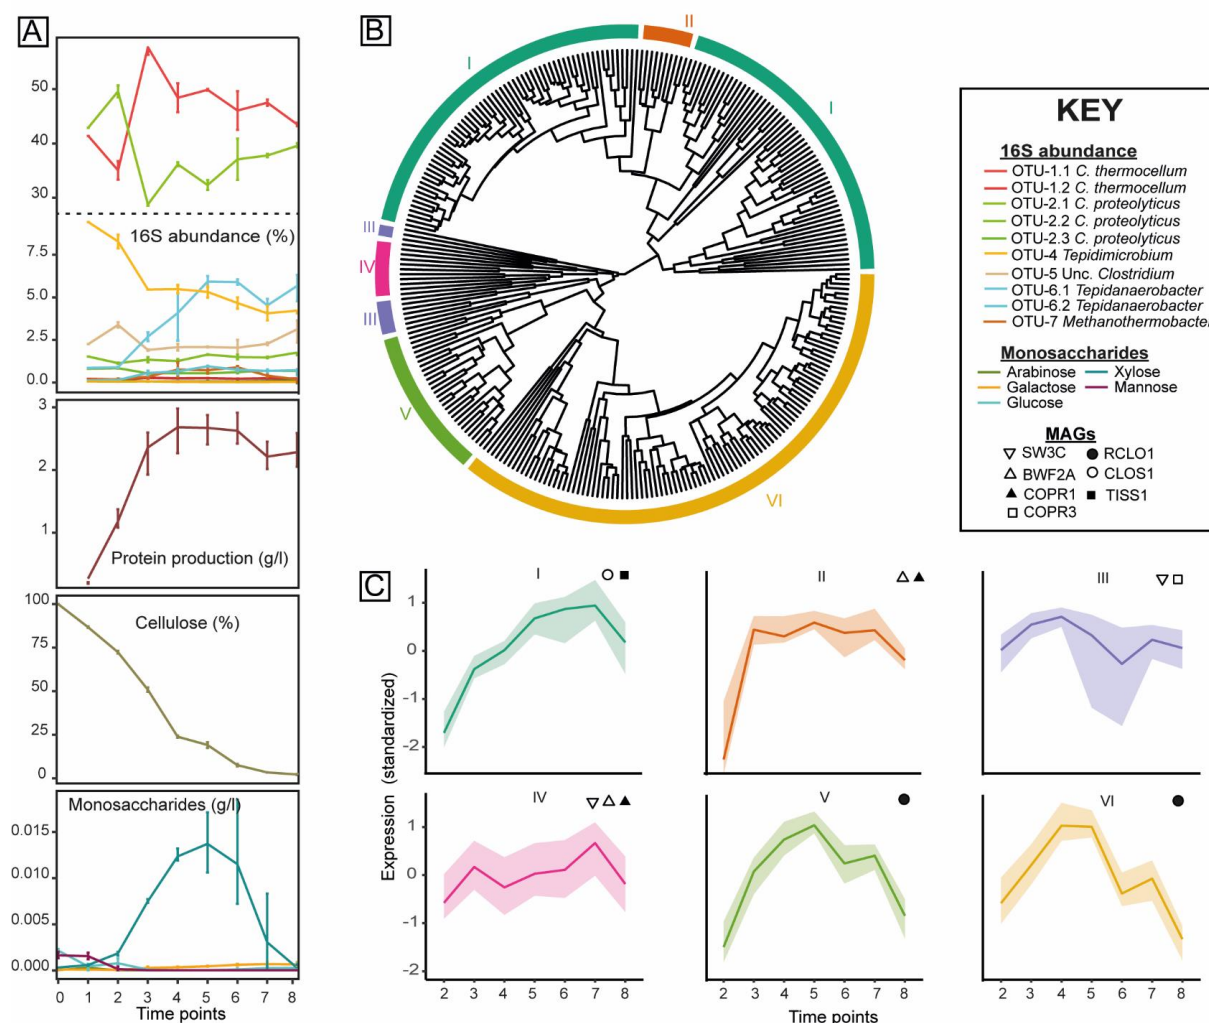 A
50
40
30
16S abundance (%)
7.5
5.0
2.5
0.0
3
2
1
Protein production (g/l)
100
Cellulose (%)
75
50
25
0
Monosaccharides (g/l)
0.015
0.010
0.005
0.000
0 1 2 3 4 5 6 7 8
Time points
B
II
I
I
III
IV
III
V
VI
KEY
16S abundance
OTU-1.1 C. thermocellum
OTU-1.2 C. thermocellum
OTU-2.1 C. proteolyticus
OTU-2.2 C. proteolyticus
OTU-2.3 C. proteolyticus
OTU-4 Tepidimicrobium
OTU-5 Unc. Clostridium
OTU-6.1 Tepidanaerobacter
OTU-6.2 Tepidanaerobacter
OTU-7 Methanothermobacter
Monosaccharides
Arabinose Xylose
Galactose Mannose
Glucose
MAGs
SW3C RCLO1
BWF2A CLOS1
COPR1 TISS1
COPR3
C
Expression (standardized)
I
II
III
1
0
-1
-2
IV
V
VI
1
0
-1
-2
2 3 4 5 6 7 8
2 3 4 5 6 7 8
2 3 4 5 6 7 8
Time points